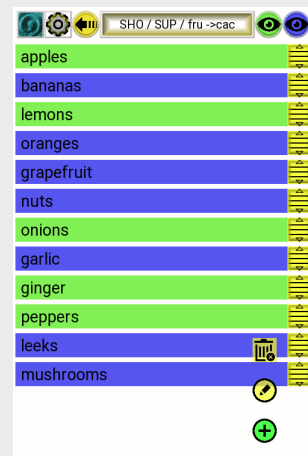 SHO / SUP / fru ->cac
apples
bananas
lemons
oranges
grapefruit
nuts
onions
garlic
ginger
peppers
leeks
mushrooms